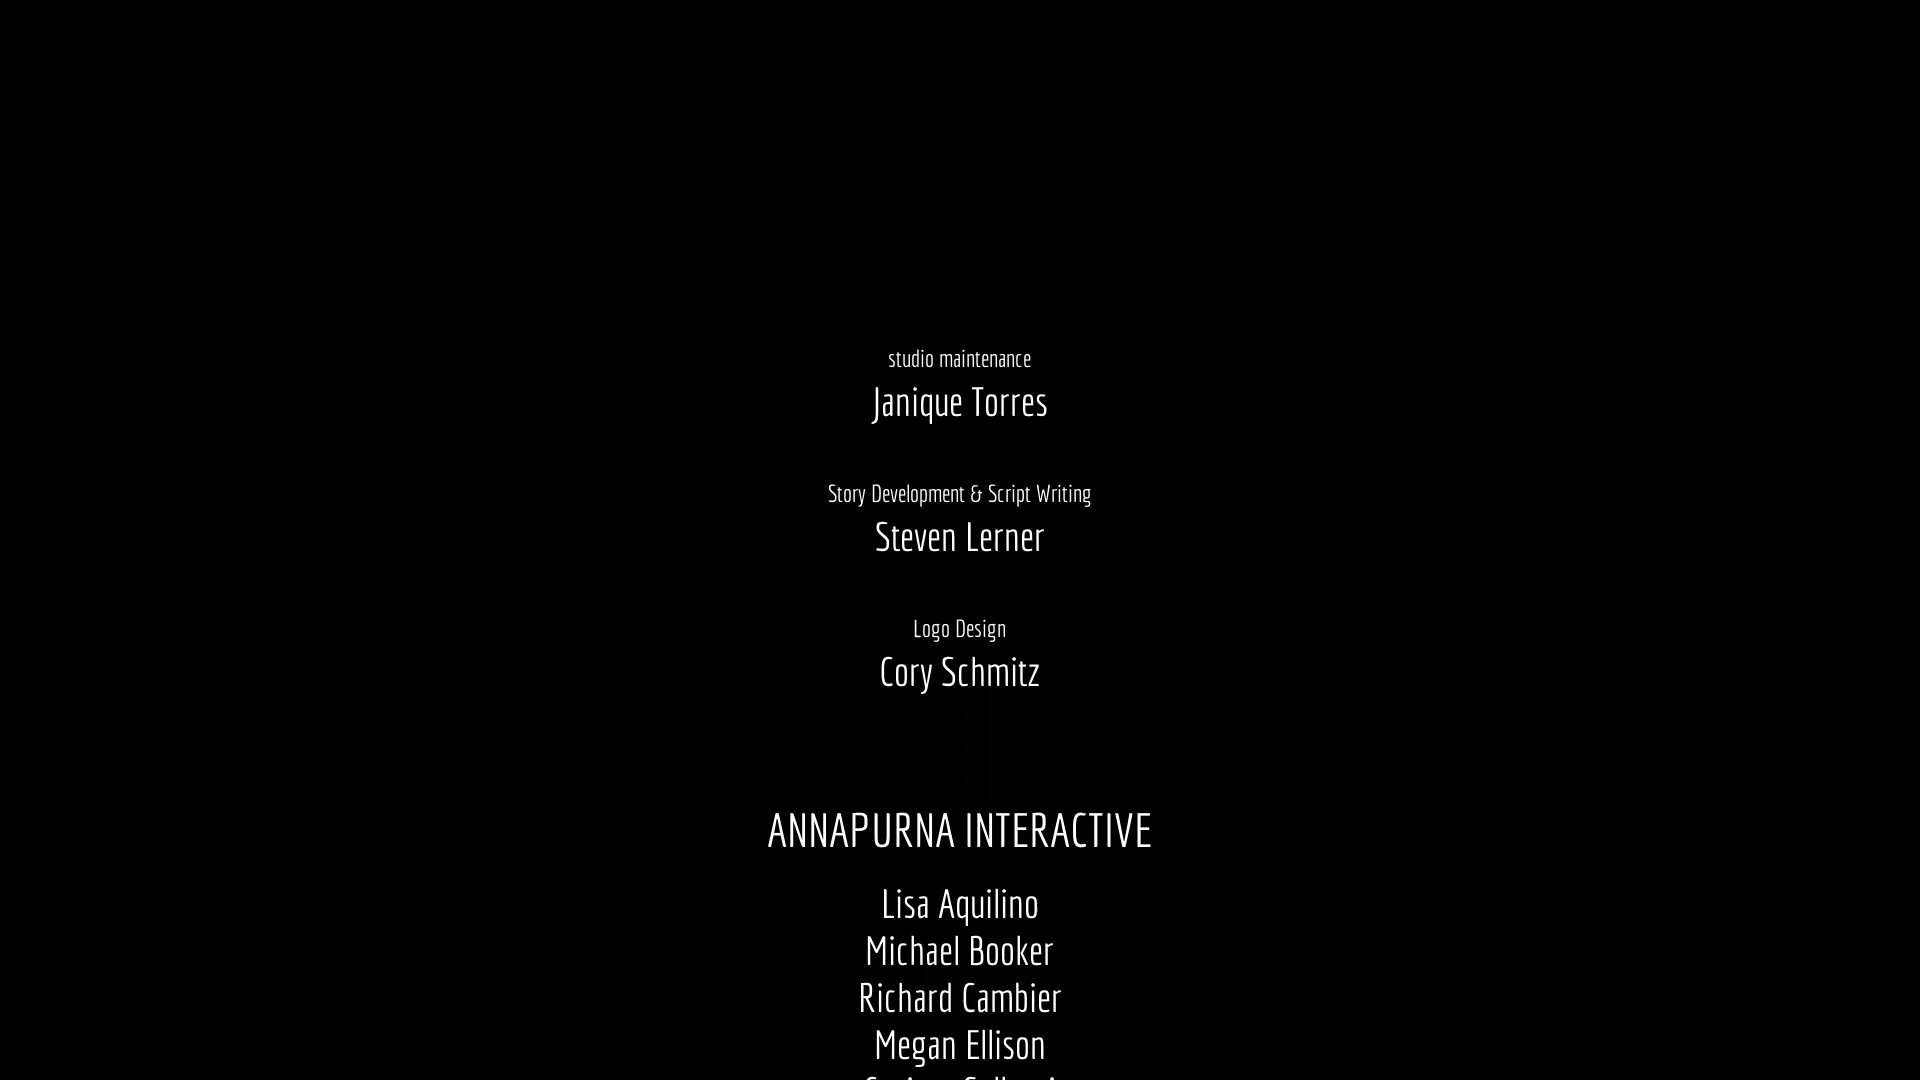 studio maintenance
Janique Torres
Story Development & Script Writing
Steven Lerner
Logo Design
Cory Schmitz
ANNAPURNA INTERACTIVE
Lisa Aquilino
Michael Booker
Richard Cambier
Megan Ellison